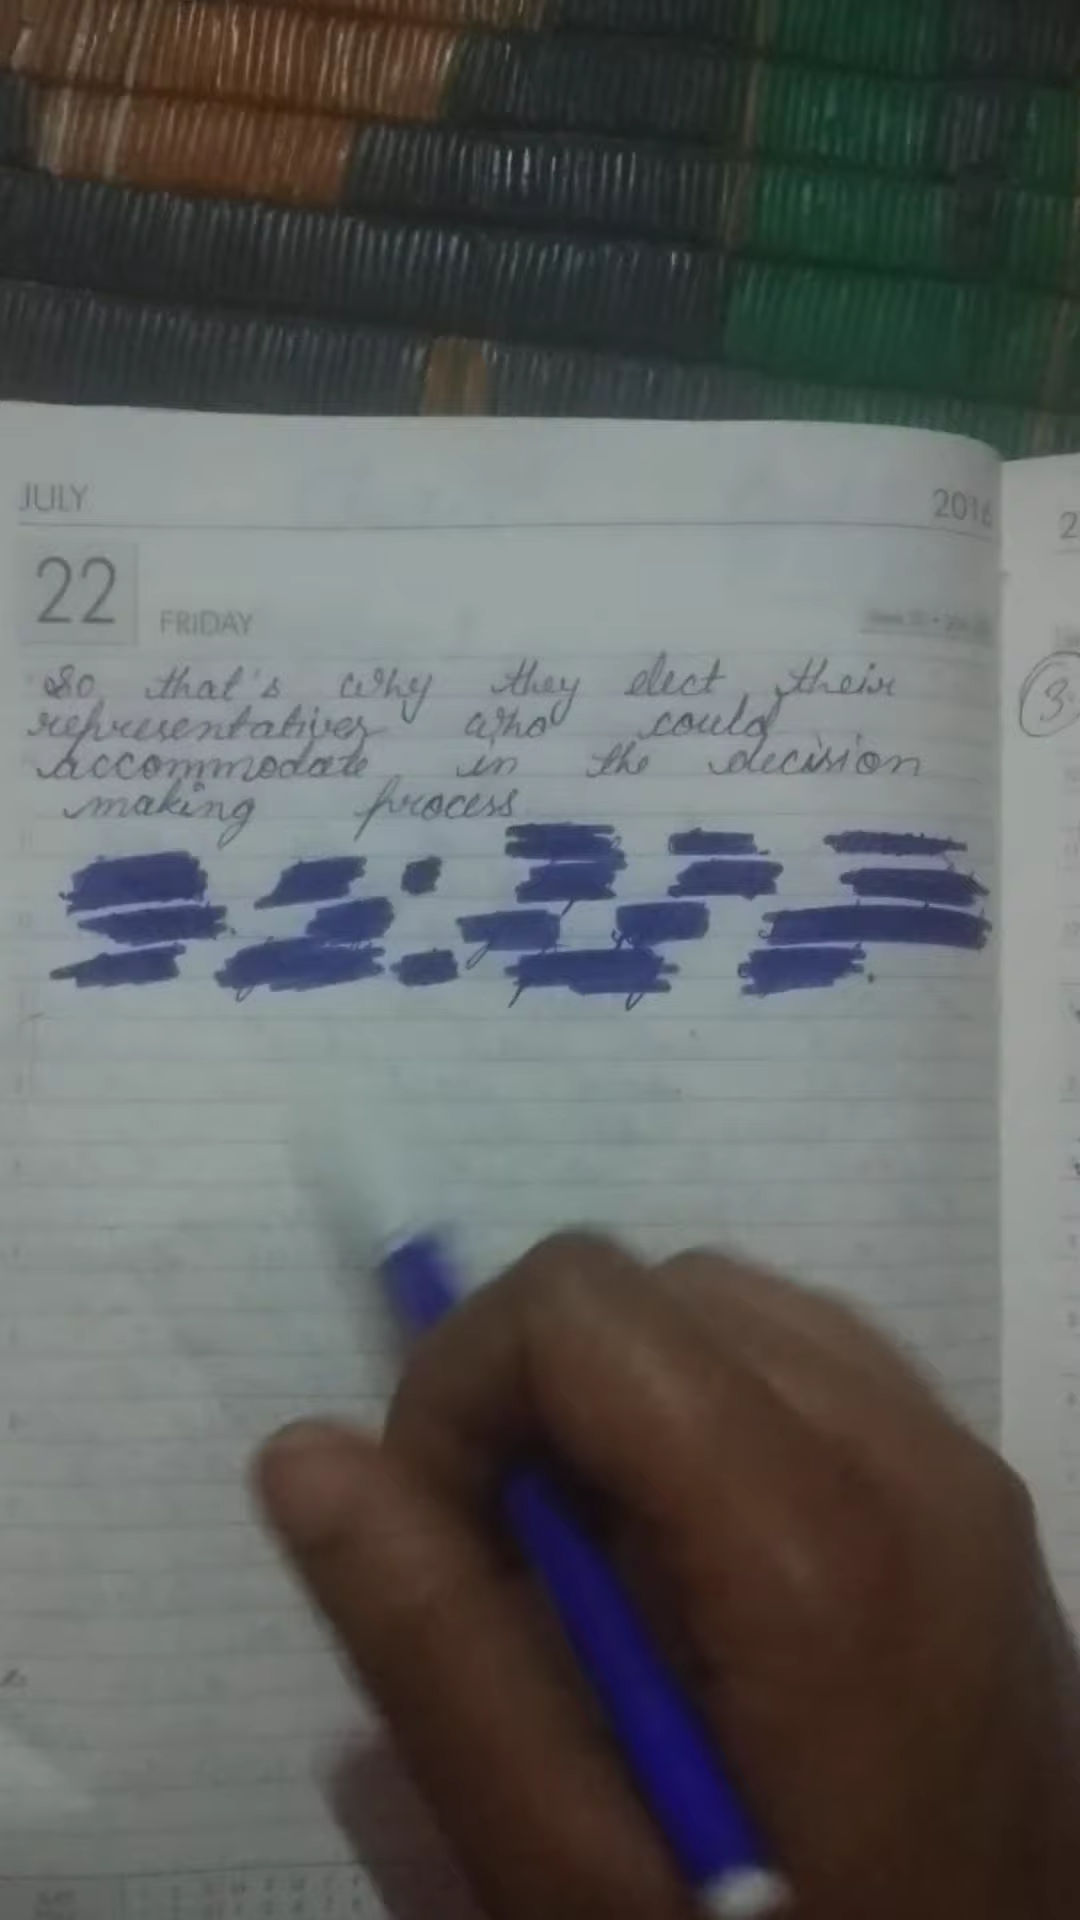 JULY 2016
22 FRIDAY
So that's why they elect their
representatives who could
accommodate in the decision
making process
3
2